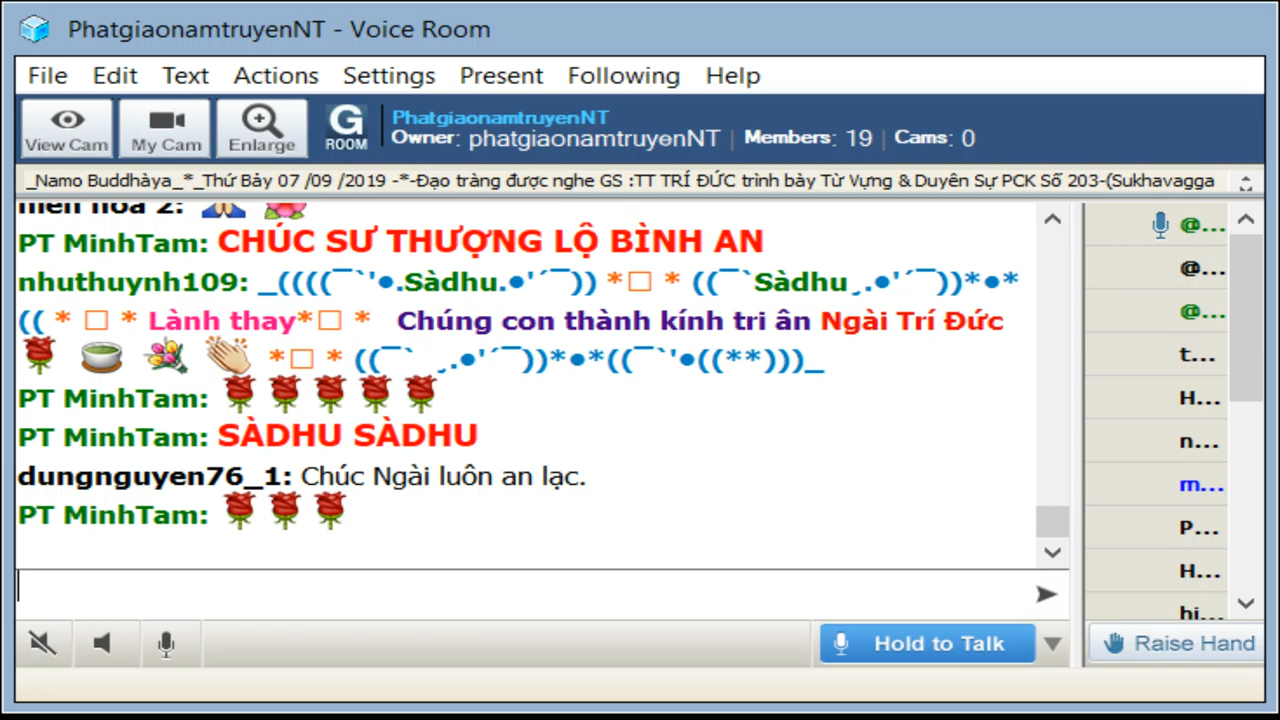 PhatgiaonamtruyenNT - Voice Room
File Edit Text Actions Settings Present Following Help
View Cam My Cam Enlarge G ROOM
PhatgiaonamtruyenNT
Owner: phatgiaonamtruyenNT | Members: 19 | Cams: 0
_Namo Buddhàya_*_Thứ Bảy 07 /09 /2019 -*-Đạo tràng được nghe GS :TT TRÍ ĐỨC trình bày Từ Vựng & Duyên Sự PCK Số 203-(Sukhavagga
hoa 2:
PT MinhTam: CHÚC SƯ THƯỢNG LỘ BÌNH AN
nhuthuynh109: _((((¯`'●.Sàdhu.●'´¯)) *□ * ((¯`Sàdhu¸.●'´¯))*●*
(( * □ * Lành thay*□ * Chúng con thành kính tri ân Ngài Trí Đức
*□ * ((¯` ¸.●'´¯))*●*((¯`'●((**)))_
PT MinhTam:
PT MinhTam: SÀDHU SÀDHU
dungnguyen76_1: Chúc Ngài luôn an lạc.
PT MinhTam:
@...
@...
@...
t...
H...
n...
m...
P...
H...
hi...
Hold to Talk
Raise Hand